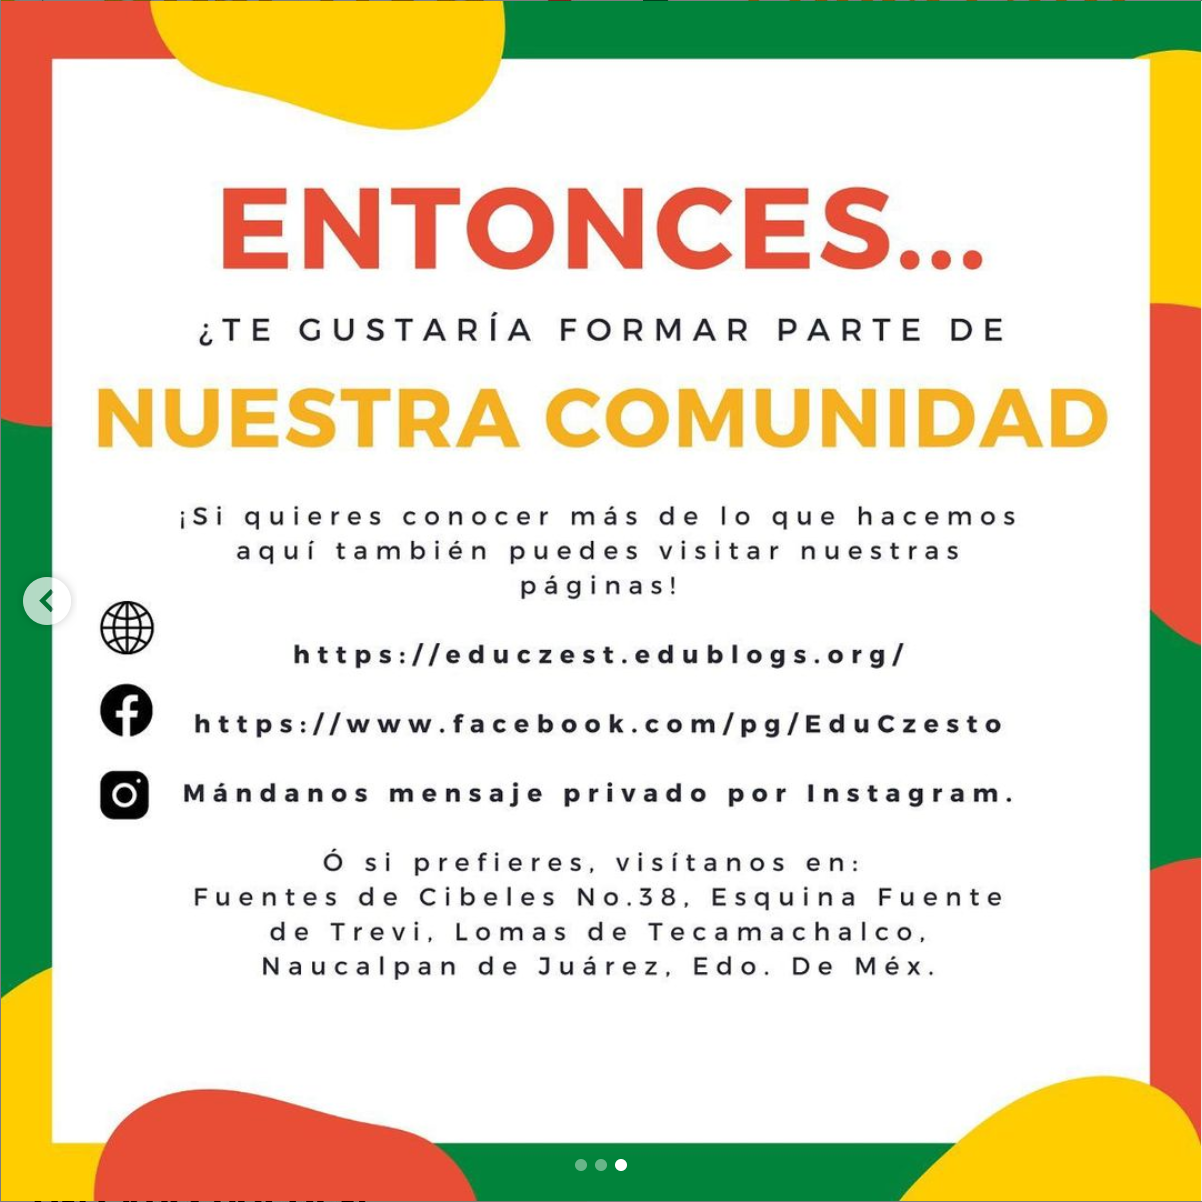 ENTONCES...
¿TE GUSTARÍA FORMAR PARTE DE
NUESTRA COMUNIDAD
¡Si quieres conocer más de lo que hacemos
aquí también puedes visitar nuestras
páginas!
https://educzest.edublogs.org/
https://www.facebook.com/pg/EduCzesto
Mándanos mensaje privado por Instagram.
Ó si prefieres, visítanos en:
Fuentes de Cibeles No.38, Esquina Fuente
de Trevi, Lomas de Tecamachalco,
Naucalpan de Juárez, Edo. De Méx.